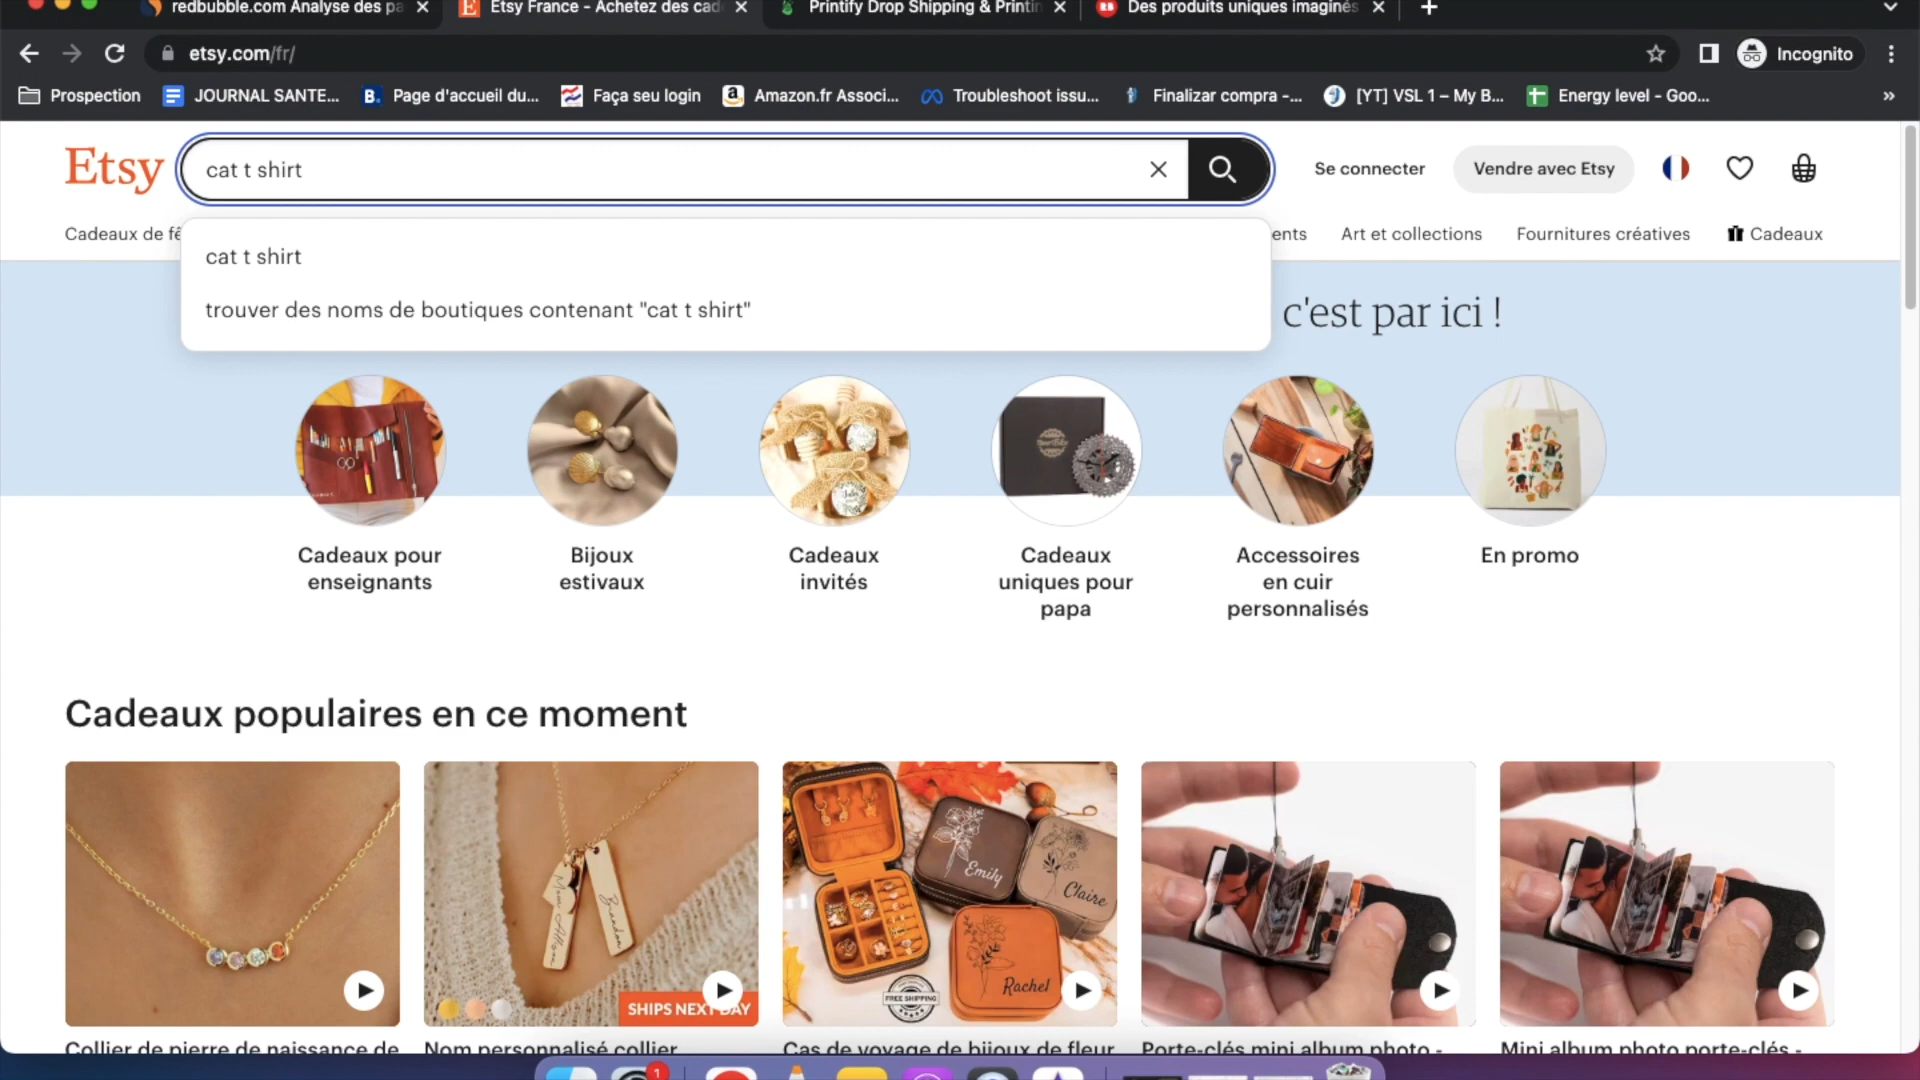 redbubble.com Analyse des pa
Etsy France - Achetez des cad
Printify Drop Shipping & Printin
Des produits uniques imaginés
etsy.com/fr/
Incognito
Prospection
JOURNAL SANTE...
B.
Page d'accueil du...
Faça seu login
Amazon.fr Associ...
Troubleshoot issu...
Finalizar compra -...
[YT] VSL 1 – My B...
Energy level - Goo...
»
Etsy
cat t shirt
Se connecter
Vendre avec Etsy
Cadeaux de fê
ents
Art et collections
Fournitures créatives
Cadeaux
cat t shirt
trouver des noms de boutiques contenant "cat t shirt"
c'est par ici !
Cadeaux pour
enseignants
Bijoux
estivaux
Cadeaux
invités
Cadeaux
uniques pour
papa
Accessoires
en cuir
personnalisés
En promo
Cadeaux populaires en ce moment
Brandon
SHIPS NEXT DAY
Emily
Claire
Rachel
FREE SHIPPING
Collier de pierre de naissance de
Nom personnalisé collier
Cas de voyage de bijoux de fleur
Porte-clés mini album photo -
Mini album photo porte-clés -
1